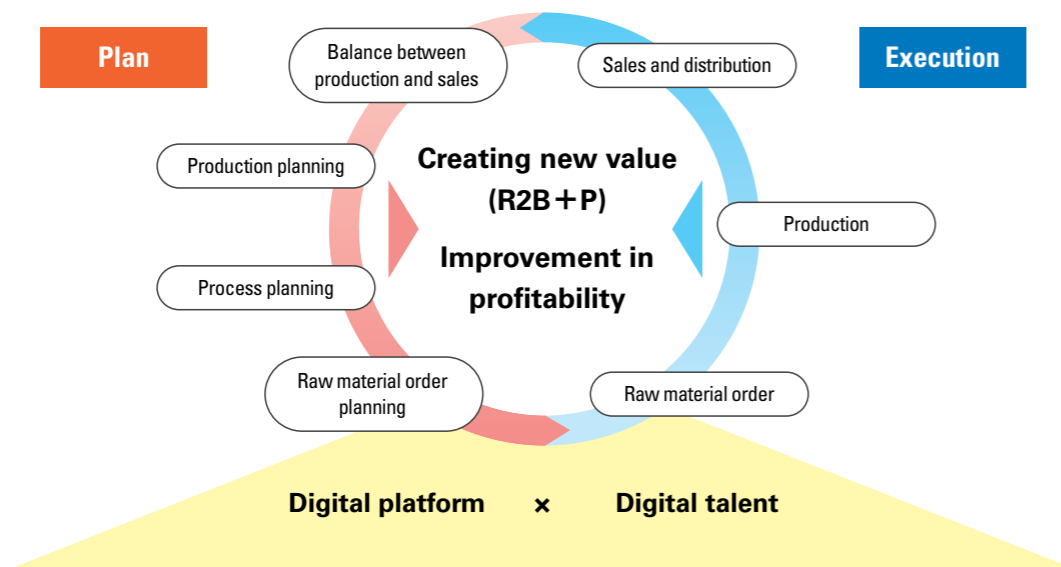 Plan
Execution
Balance between
production and sales
Sales and distribution
Production planning
Creating new value
(R2B＋P)
Production
Improvement in
profitability
Process planning
Raw material order
planning
Raw material order
Digital platform × Digital talent